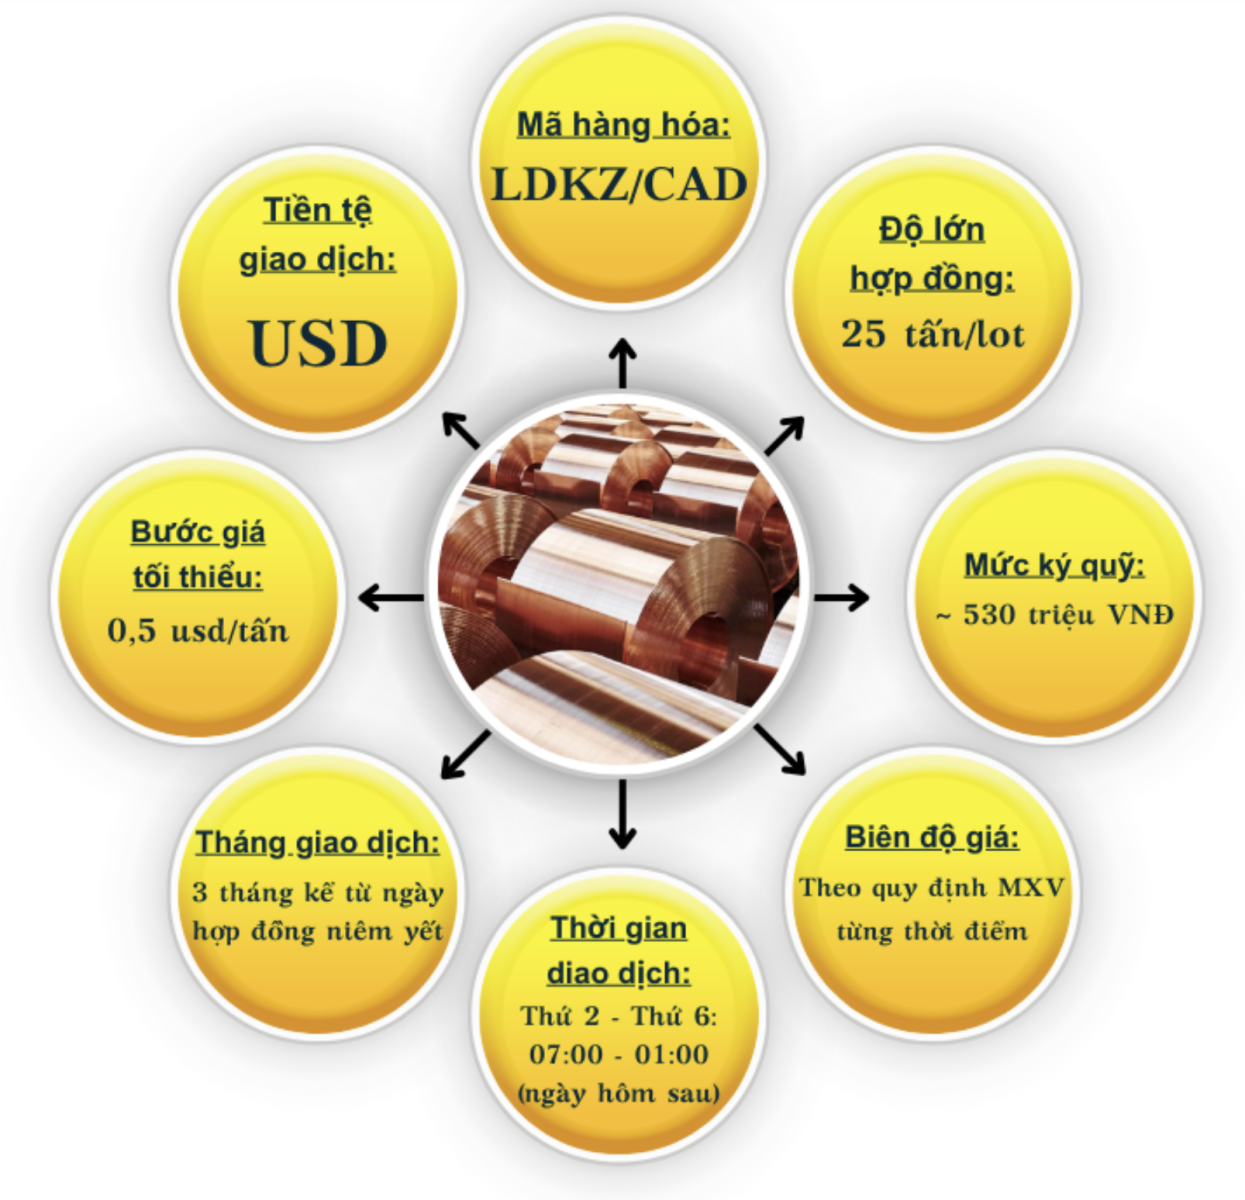 Mã hàng hóa:
LDKZ/CAD
Tiền tệ
giao dịch:
USD
Độ lớn
hợp đồng:
25 tấn/lot
Bước giá
tối thiểu:
0,5 usd/tấn
Mức ký quỹ:
~ 530 triệu VNĐ
Tháng giao dịch:
3 tháng kể từ ngày
hợp đồng niêm yết
Biên độ giá:
Theo quy định MXV
từng thời điểm
Thời gian
diao dịch:
Thứ 2 - Thứ 6:
07:00 - 01:00
(ngày hôm sau)